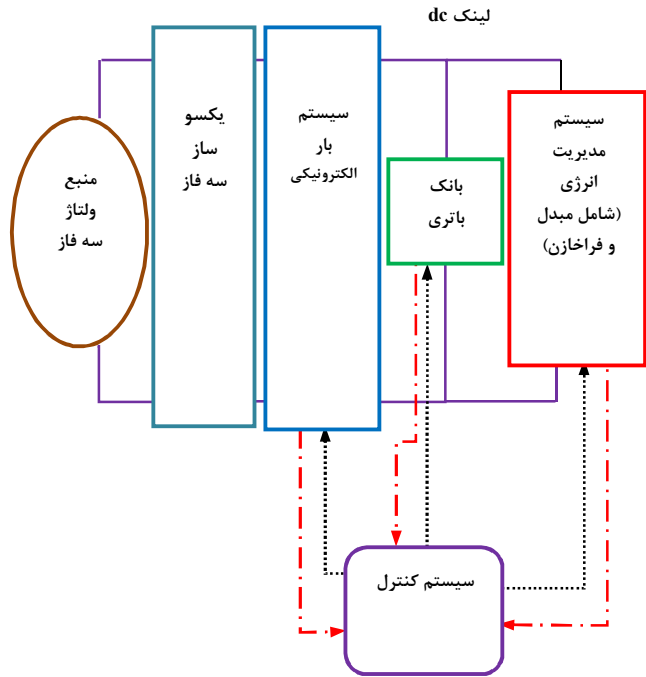 لینک dc
منبع
ولتاژ
سه فاز
یکسو
ساز
سه فاز
سیستم
بار
الکترونیکی
بانک
باتری
سیستم
مدیریت
انرژی
(شامل مبدل
و فراخازن)
سیستم کنترل